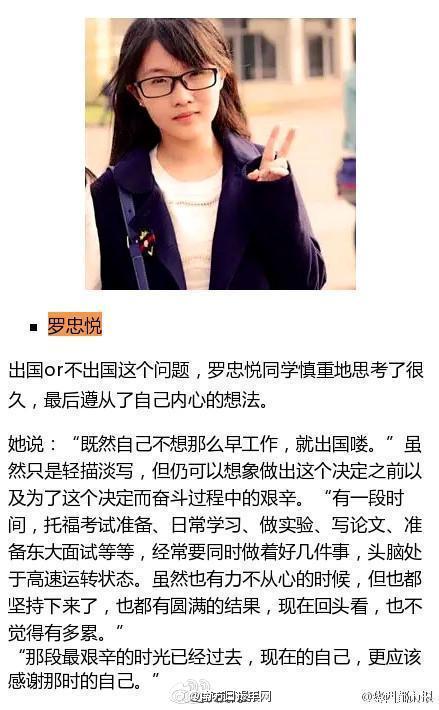 罗忠悦
出国or不出国这个问题，罗忠悦同学慎重地思考了很
久，最后遵从了自己内心的想法。
她说：“既然自己不想那么早工作，就出国喽。”虽
然只是轻描淡写，但仍可以想象做出这个决定之前以
及为了这个决定而奋斗过程中的艰辛。“有一段时
间，托福考试准备、日常学习、做实验、写论文、准
备东大面试等等，经常要同时做着好几件事，头脑处
于高速运转状态。虽然也有力不从心的时候，但也都
坚持下来了，也都有圆满的结果，现在回头看，也不
觉得有多累。”
“那段最艰辛的时光已经过去，现在的自己，更应该
感谢那时的自己。”